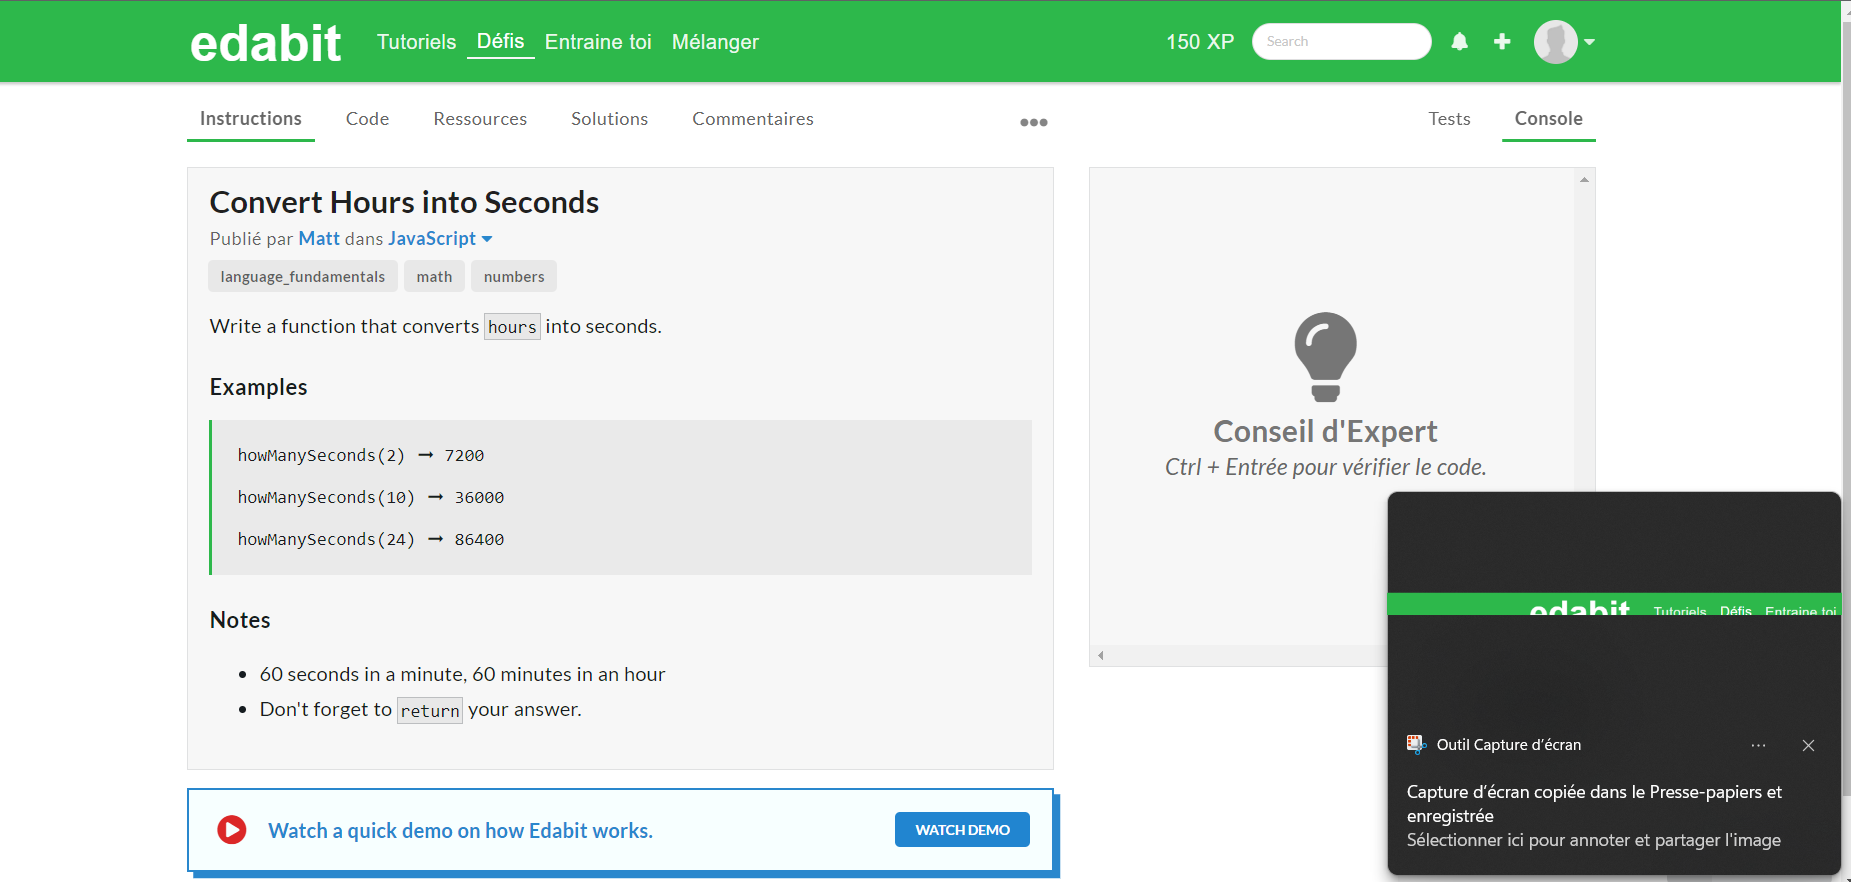 edabit Tutoriels Défis Entraine toi Mélanger 150 XP Search
Instructions Code Ressources Solutions Commentaires ••• Tests Console
Convert Hours into Seconds
Publié par Matt dans JavaScript
language_fundamentals math numbers
Write a function that converts hours into seconds.
Examples
howManySeconds(2) ➞ 7200
howManySeconds(10) ➞ 36000
howManySeconds(24) ➞ 86400
Notes
• 60 seconds in a minute, 60 minutes in an hour
• Don't forget to return your answer.
Watch a quick demo on how Edabit works. WATCH DEMO
Conseil d'Expert
Ctrl + Entrée pour vérifier le code.
edabit Tutoriels Défis Entraine toi
Outil Capture d’écran
Capture d’écran copiée dans le Presse-papiers et
enregistrée
Sélectionner ici pour annoter et partager l'image